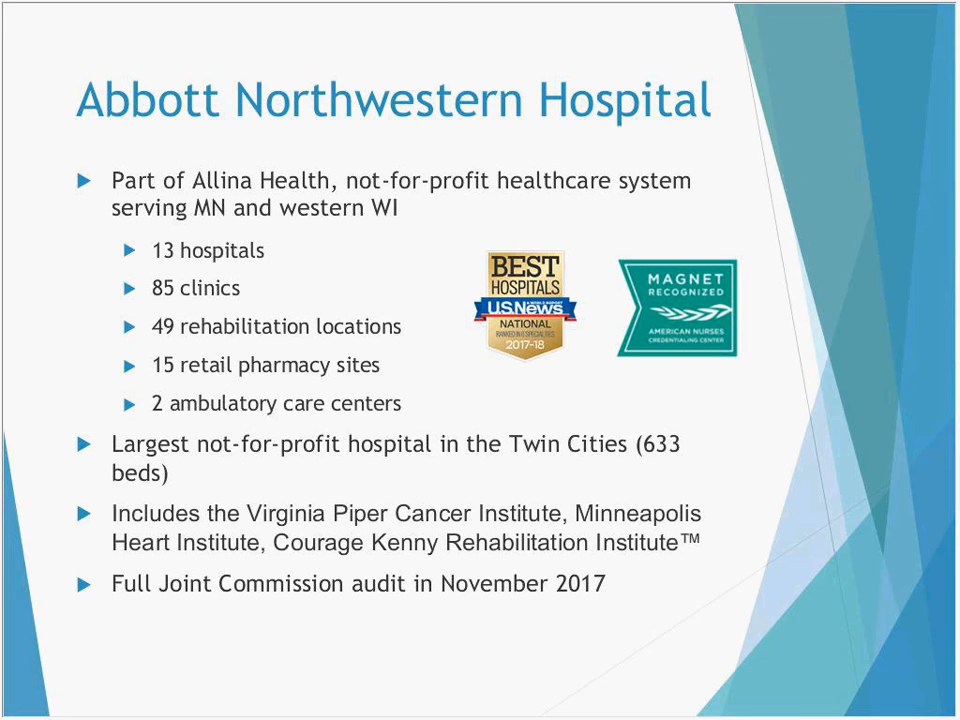 Abbott Northwestern Hospital
Part of Allina Health, not-for-profit healthcare system
serving MN and western WI
13 hospitals
85 clinics
49 rehabilitation locations
15 retail pharmacy sites
2 ambulatory care centers
BEST
HOSPITALS
U.S.News & WORLD REPORT
NATIONAL
RANKED IN 6 SPECIALTIES
2017-18
MAGNET
RECOGNIZED
AMERICAN NURSES
CREDENTIALING CENTER
Largest not-for-profit hospital in the Twin Cities (633
beds)
Includes the Virginia Piper Cancer Institute, Minneapolis
Heart Institute, Courage Kenny Rehabilitation Institute™
Full Joint Commission audit in November 2017